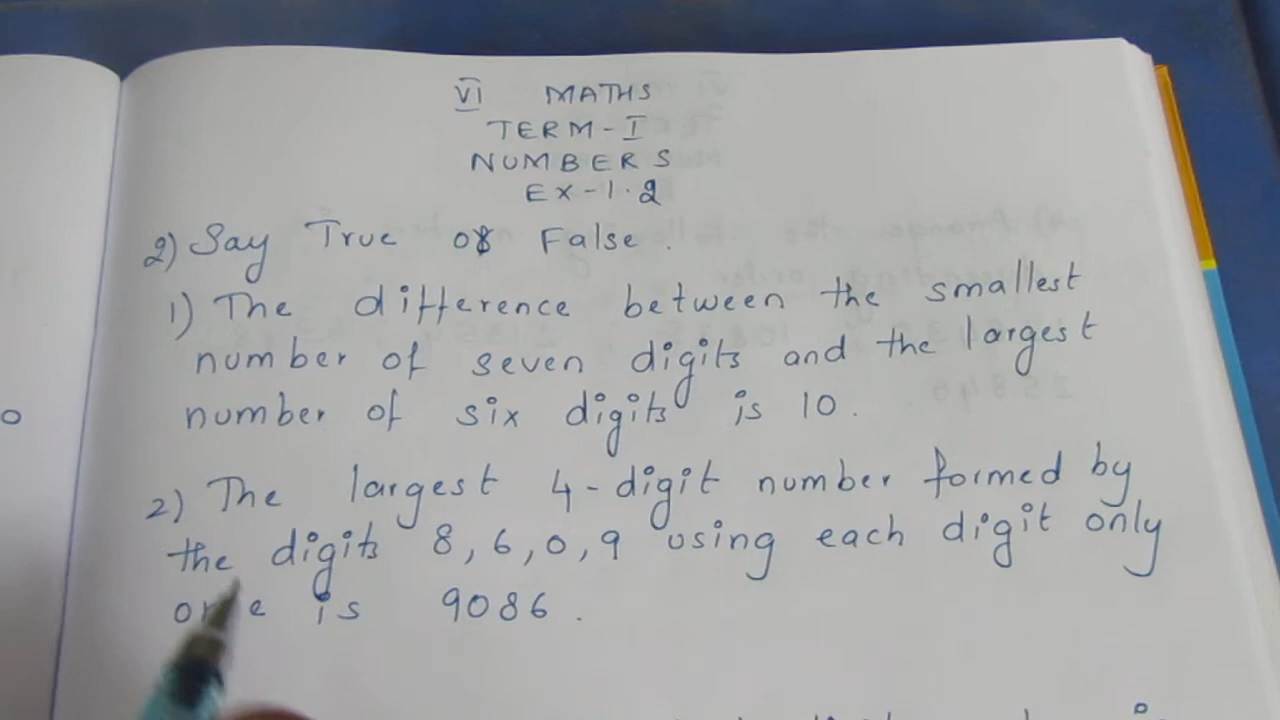 VI MATHS
TERM-I
NUMBERS
EX-1.2
2) Say True or False.
1) The difference between the smallest
number of seven digits and the largest
number of six digits is 10.
2) The largest 4-digit number formed by
the digits 8, 6, 0, 9 using each digit only
is 9086.